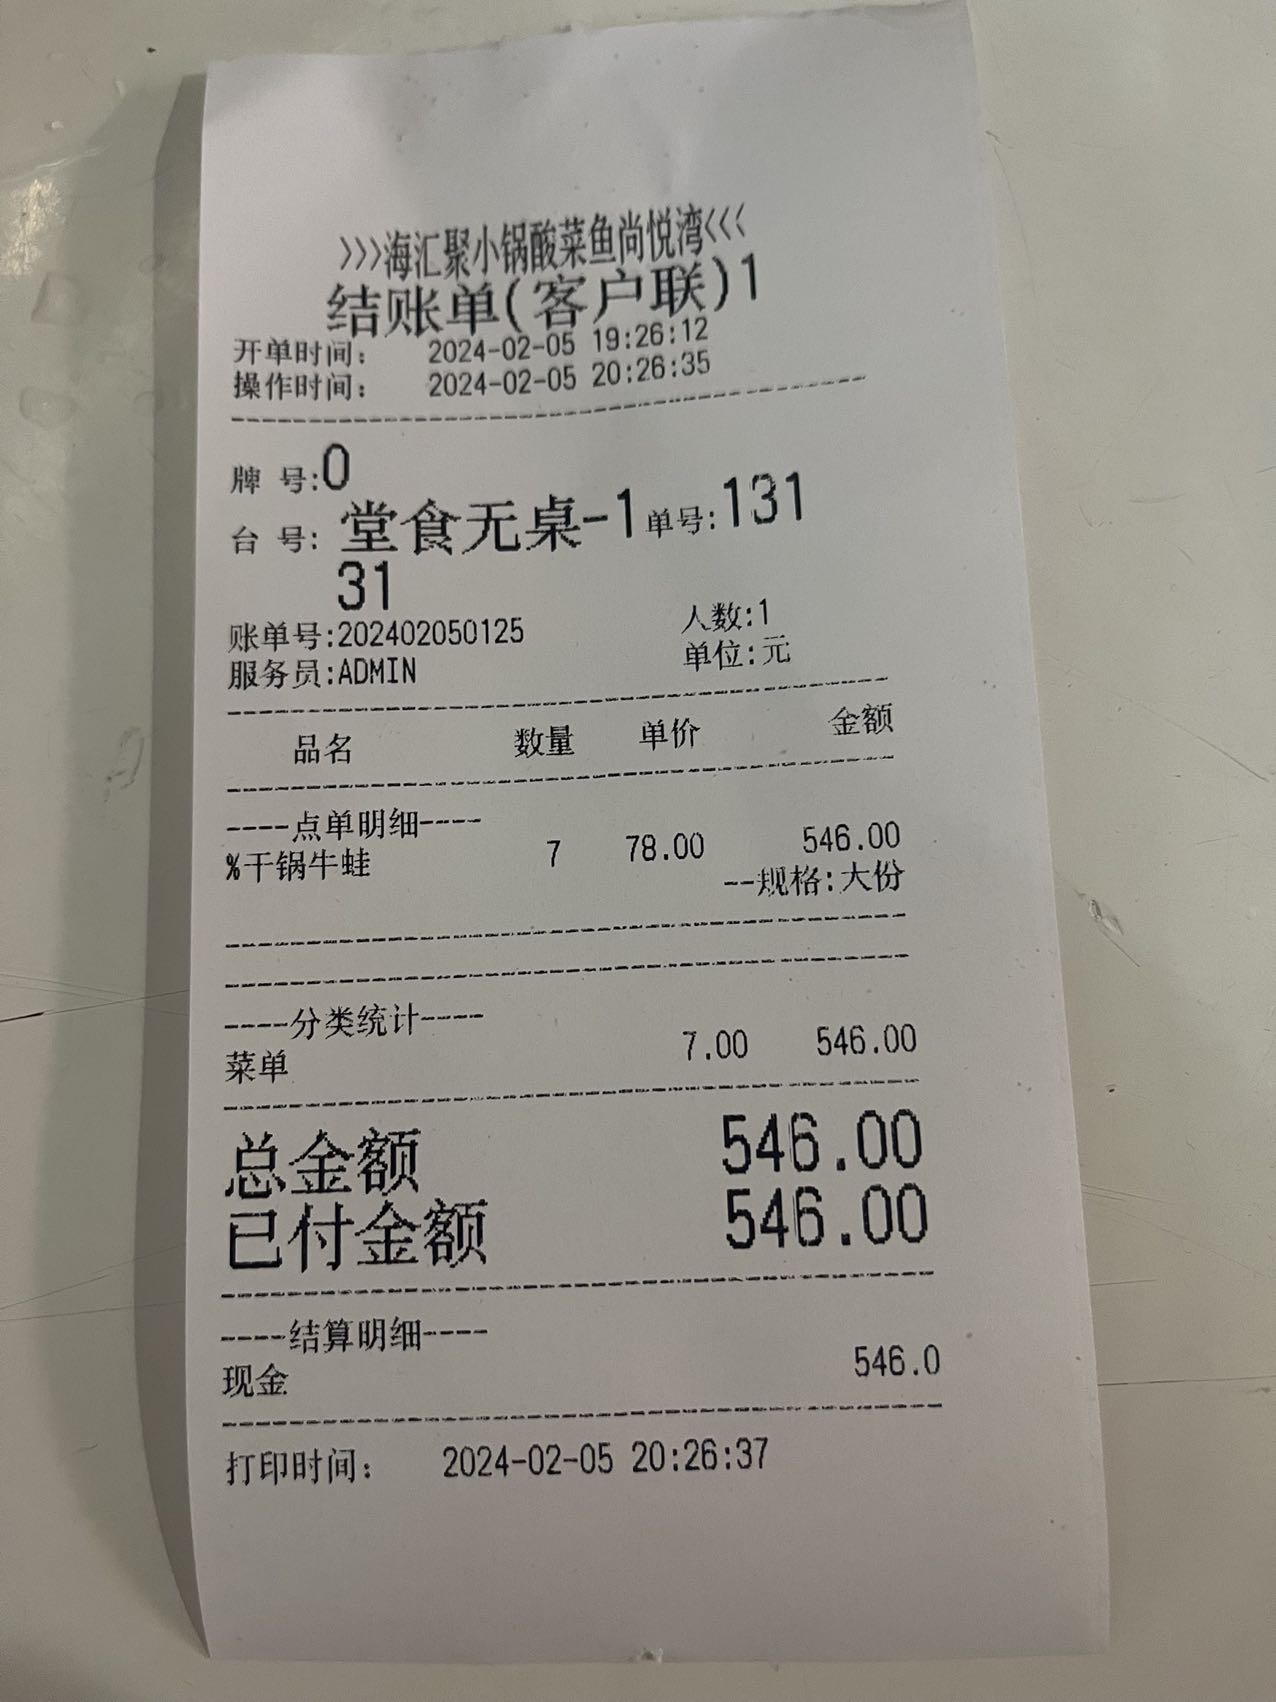 >>>海汇聚小锅酸菜鱼尚悦湾<<<
结账单(客户联)1
开单时间: 2024-02-05 19:26:12
操作时间: 2024-02-05 20:26:35
牌 号:0
台 号: 堂食无桌-1 单号:131
31
账单号:202402050125 人数:1
服务员:ADMIN 单位:元
品名 数量 单价 金额
----点单明细----
%干锅牛蛙 7 78.00 546.00
--规格:大份
----分类统计----
菜单 7.00 546.00
总金额 546.00
已付金额 546.00
----结算明细----
现金 546.0
打印时间: 2024-02-05 20:26:37